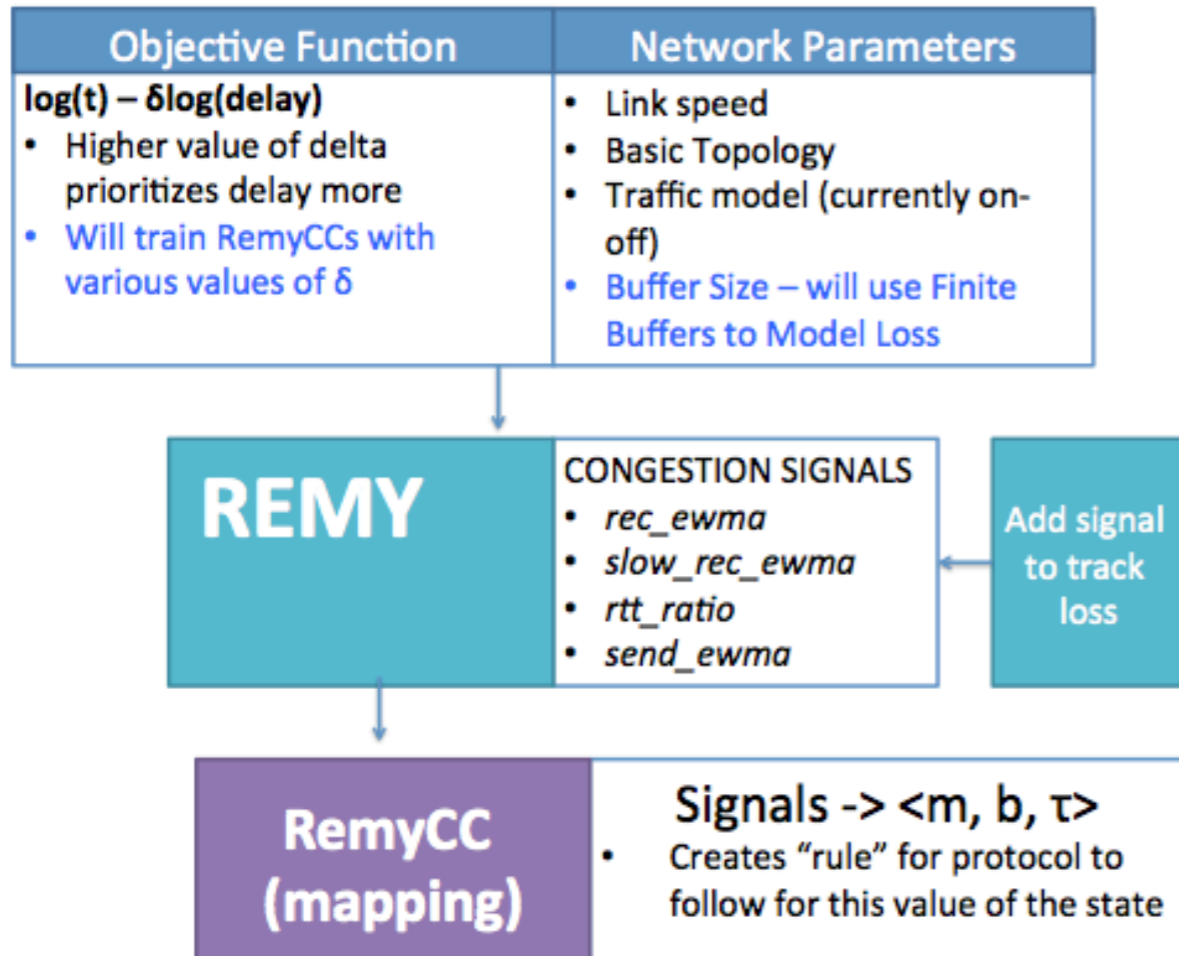 Objective Function
Network Parameters
log(t) – δlog(delay)
• Higher value of delta
prioritizes delay more
• Will train RemyCCs with
various values of δ
• Link speed
• Basic Topology
• Traffic model (currently on-
off)
• Buffer Size – will use Finite
Buffers to Model Loss
REMY
CONGESTION SIGNALS
• rec_ewma
• slow_rec_ewma
• rtt_ratio
• send_ewma
Add signal
to track
loss
RemyCC
(mapping)
Signals -> <m, b, τ>
• Creates “rule” for protocol to
follow for this value of the state